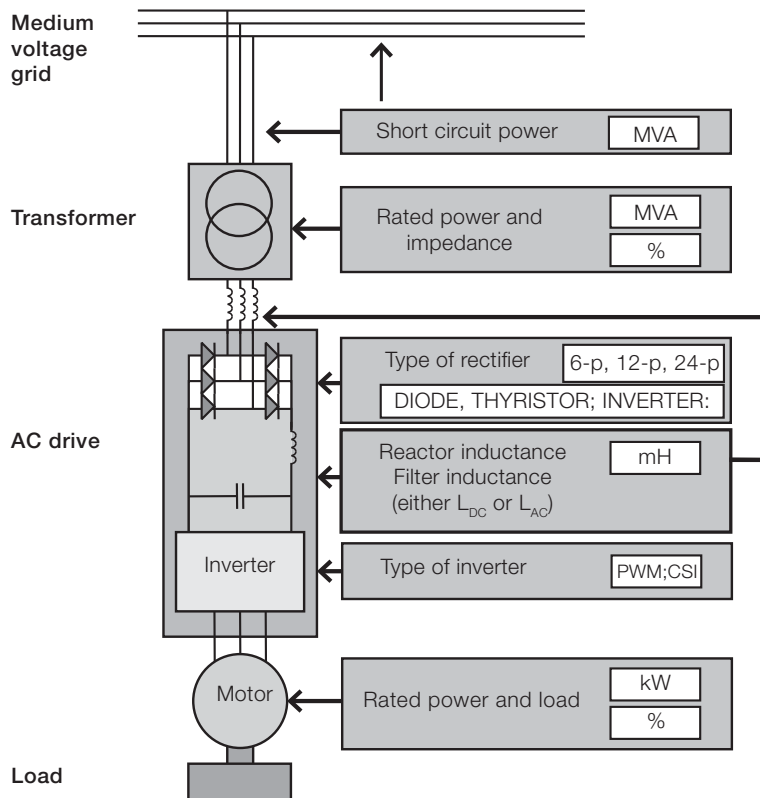 Medium
voltage
grid
Short circuit power
MVA
Transformer
Rated power and
impedance
MVA
%
Type of rectifier
6-p, 12-p, 24-p
DIODE, THYRISTOR; INVERTER:
AC drive
Reactor inductance
Filter inductance
(either LDC or LAC)
mH
Inverter
Type of inverter
PWM;CSI
Motor
Rated power and load
kW
%
Load